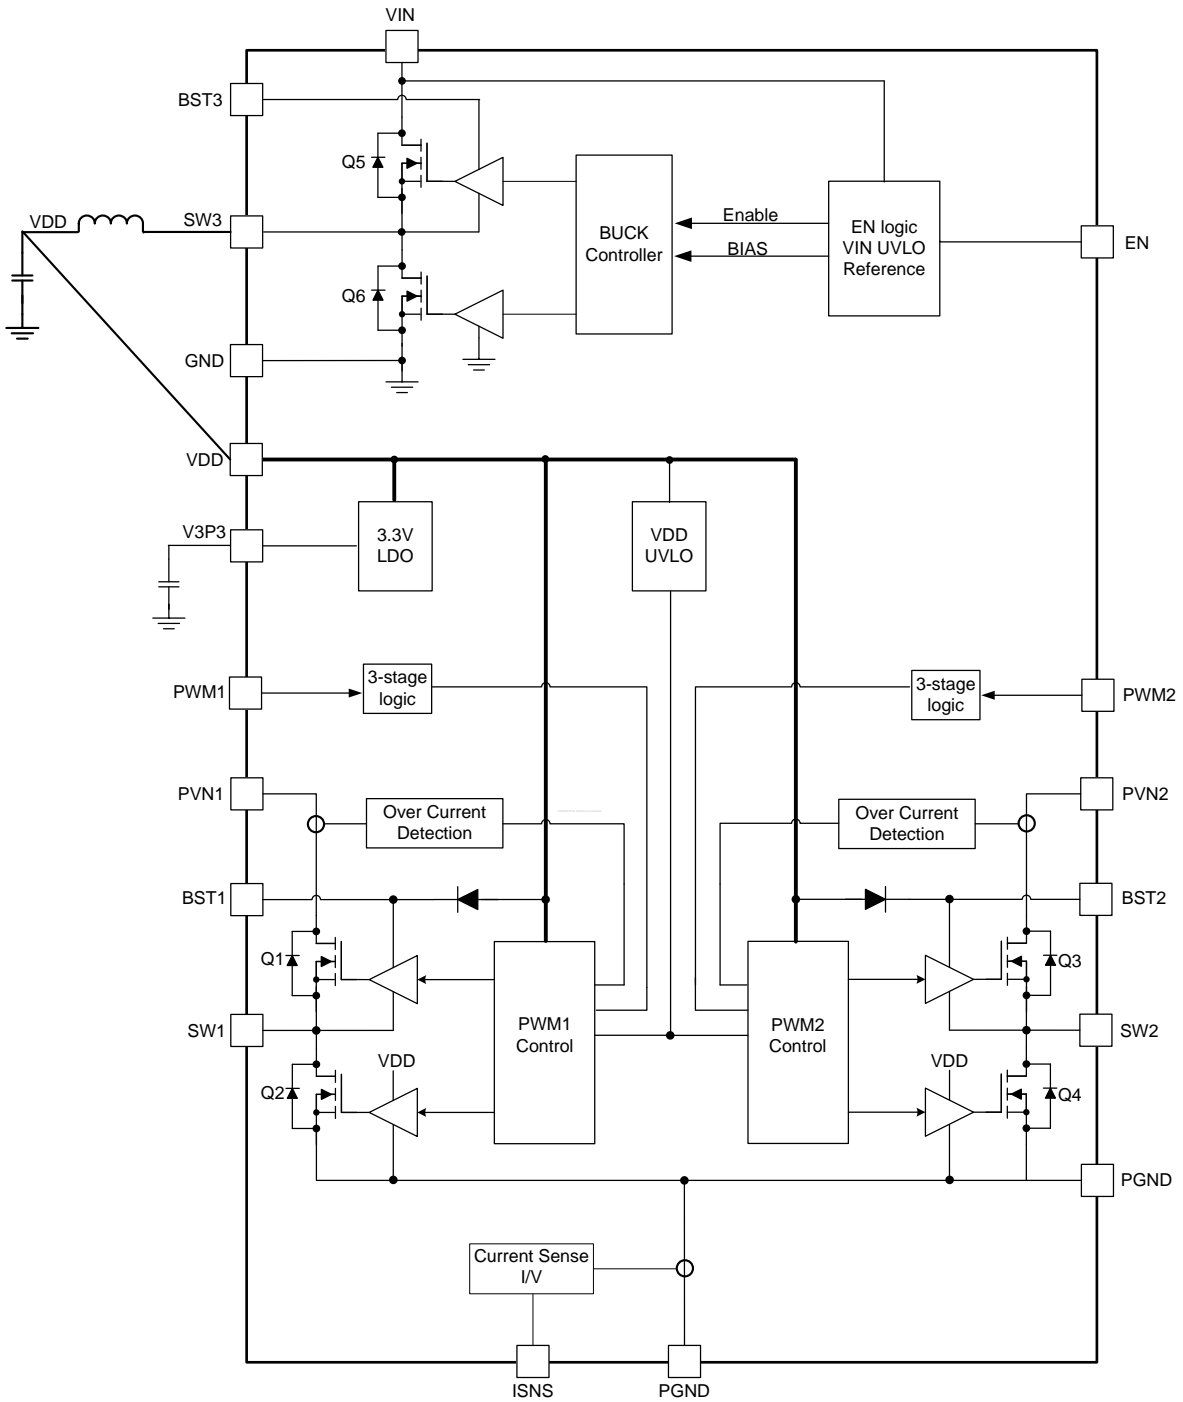 VIN
BST3
Q5
VDD
SW3
Enable
BUCK
Controller
EN logic
VIN UVLO
Reference
EN
BIAS
Q6
GND
VDD
V3P3
3.3V
LDO
VDD
UVLO
PWM1
3-stage
logic
3-stage
logic
PWM2
PVN1
Over Current
Detection
Over Current
Detection
PVN2
BST1
BST2
Q1
Q3
SW1
PWM1
Control
PWM2
Control
SW2
VDD
VDD
Q2
Q4
PGND
Current Sense
I/V
ISNS
PGND